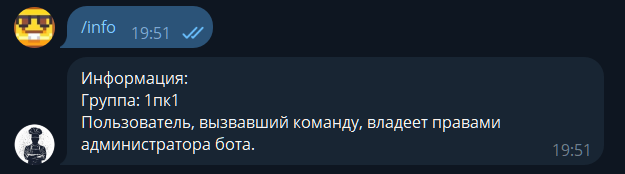 /info 19:51
Информация:
Группа: 1пк1
Пользователь, вызвавший команду, владеет правами
администратора бота.
19:51